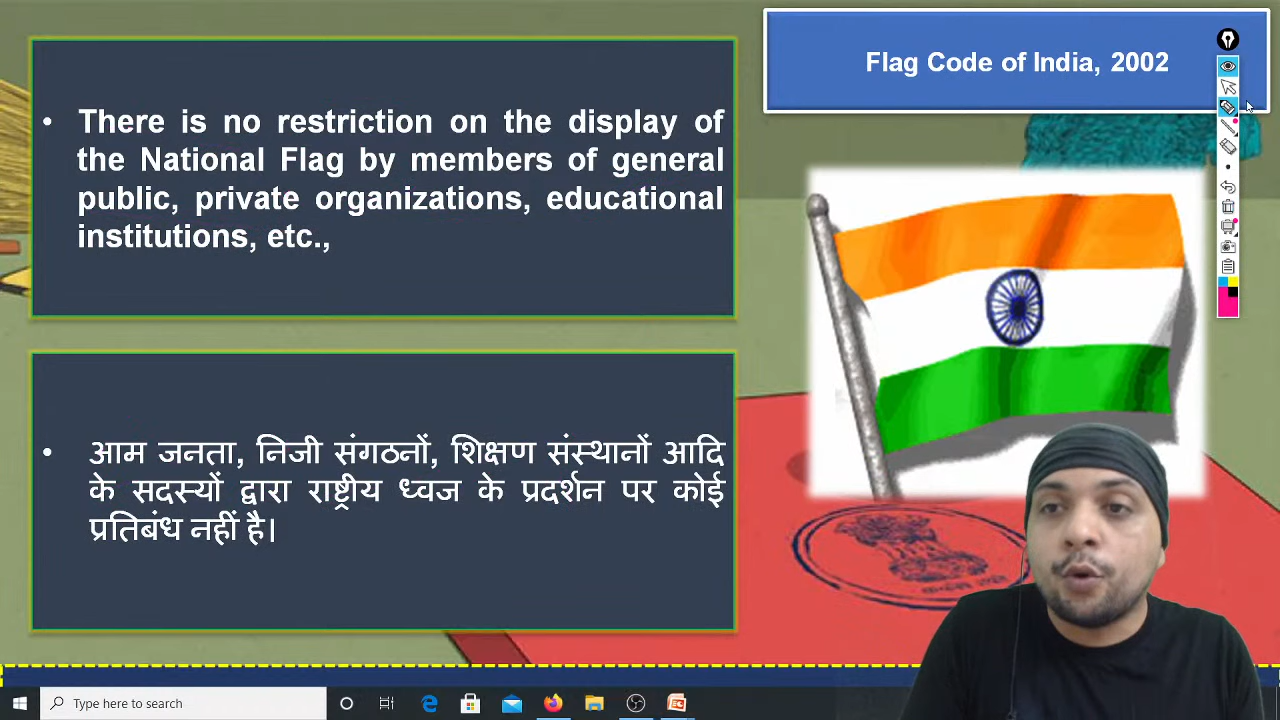 Flag Code of India, 2002
• There is no restriction on the display of
the National Flag by members of general
public, private organizations, educational
institutions, etc.,
• आम जनता, निजी संगठनों, शिक्षण संस्थानों आदि
के सदस्यों द्वारा राष्ट्रीय ध्वज के प्रदर्शन पर कोई
प्रतिबंध नहीं है।
Type here to search